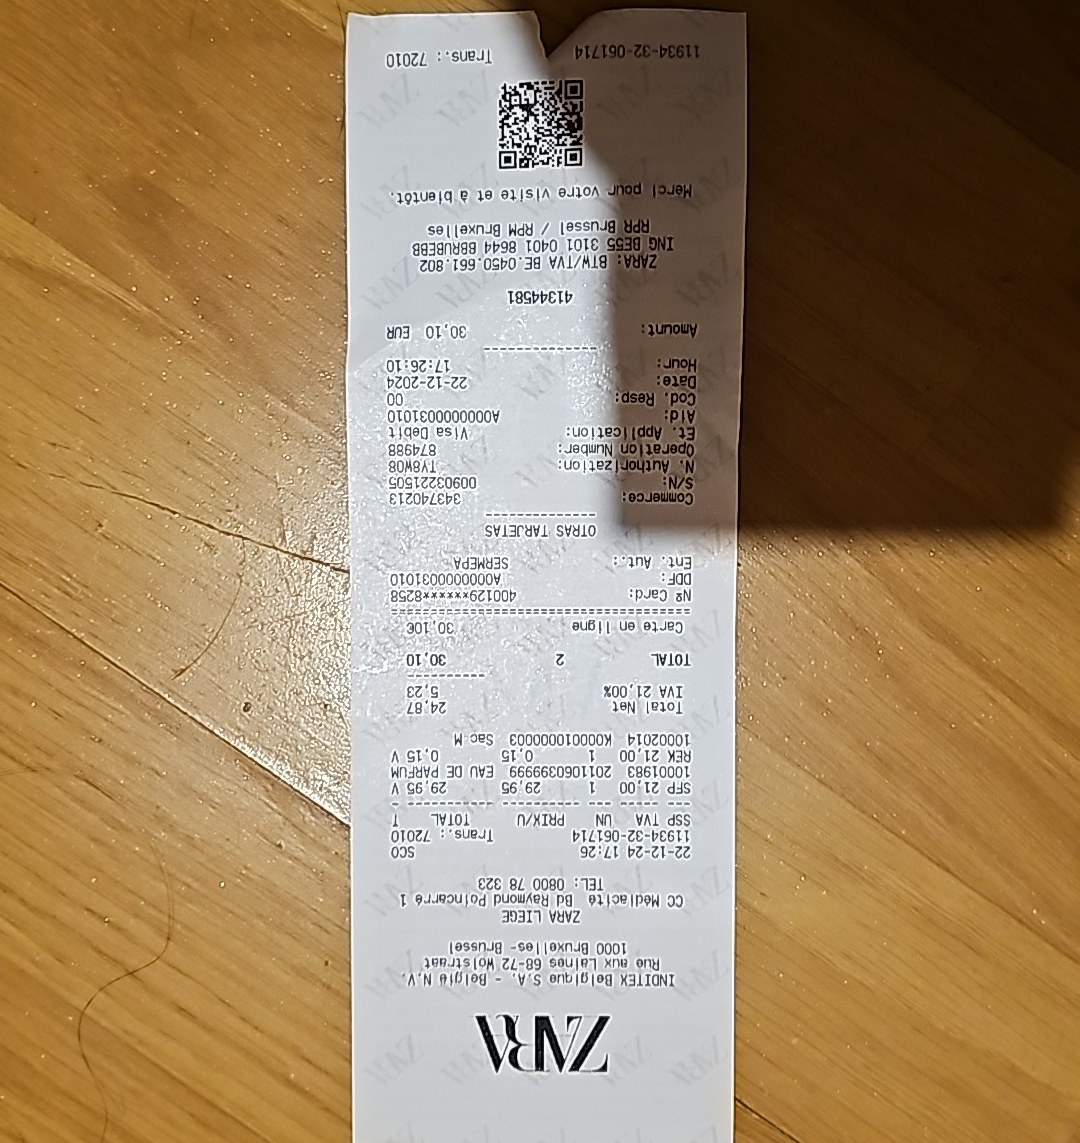 ZARA
INDITEX Belgique S.A. - België N.V.
Rue aux Laines 68-72 Wolstraat
1000 Bruxelles- Brussel
ZARA LIEGE
CC Médiacité Bd Raymond Poincarré 1
TEL: 0800 78 323
22-12-24 17:26 SCO
11934-32-061714 Trans.: 72010
SSP TVA UN PRIX/U TOTAL T
SFP 21,00 1 29,95 29,95 V
10001983 20110603999999 EAU DE PARFUM
REK 21,00 1 0,15 0,15 V
10002014 K00001000003 Sac M
Total Net 24,87
IVA 21,00% 5,23
TOTAL 2 30,10
Carte en ligne 30,10€
Nº Card: 400129******8258
DDF: A0000000031010
Ent. Aut.: SERMEPA
OTRAS TARJETAS
Commerce: 343740213
S/N: 00903221505
N. Authorization: TY8W08
Operation Number: 874988
Et. Application: Visa Debit
Aid: A0000000031010
Cod. Resp: 00
Date: 22-12-2024
Hour: 17:26:10
Amount: 30,10 EUR
41344581
ZARA: BTW/TVA BE.0450.661.802
ING BE55 3101 0401 8644 BBRUBEBB
RPR Brussel / RPM Bruxelles
Merci pour votre visite et à bientôt.
11934-32-061714 Trans.: 72010